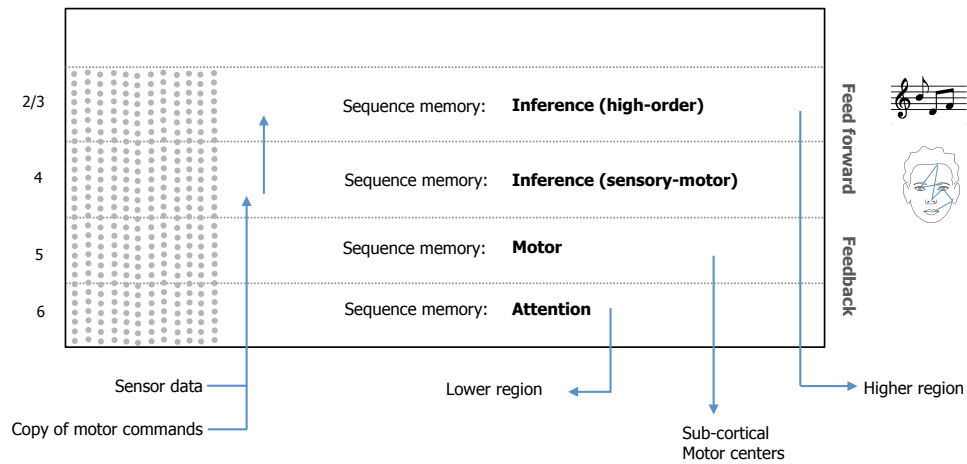 2/3
Sequence memory: Inference (high-order)
4
Sequence memory: Inference (sensory-motor)
5
Sequence memory: Motor
6
Sequence memory: Attention
Feed forward
Feedback
Sensor data
Copy of motor commands
Lower region
Sub-cortical
Motor centers
Higher region